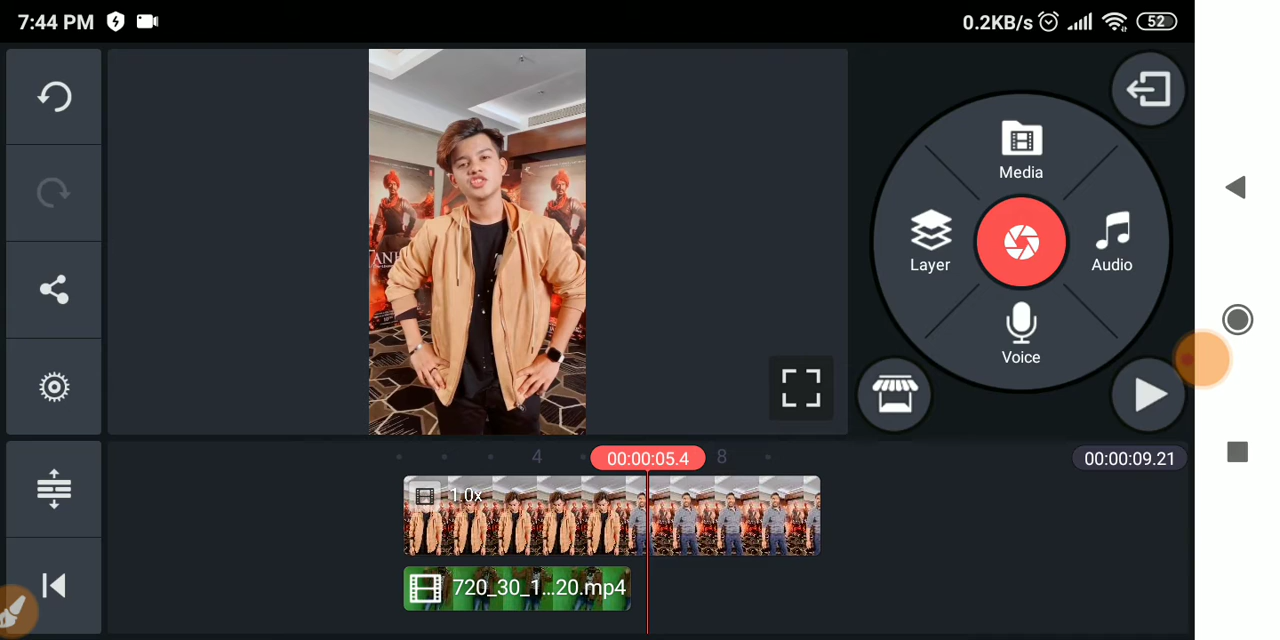 7:44 PM
0.2KB/s
52
Media
Layer
Audio
Voice
4
00:00:05.4
8
00:00:09.21
1.0x
720_30_1...20.mp4